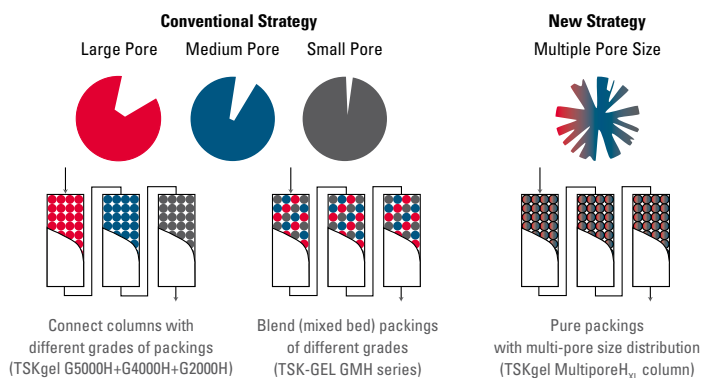 Conventional Strategy
New Strategy
Large Pore
Medium Pore
Small Pore
Multiple Pore Size
Connect columns with
different grades of packings
(TSKgel G5000H+G4000H+G2000H)
Blend (mixed bed) packings
of different grades
(TSK-GEL GMH series)
Pure packings
with multi-pore size distribution
(TSKgel MultiporeHXL column)